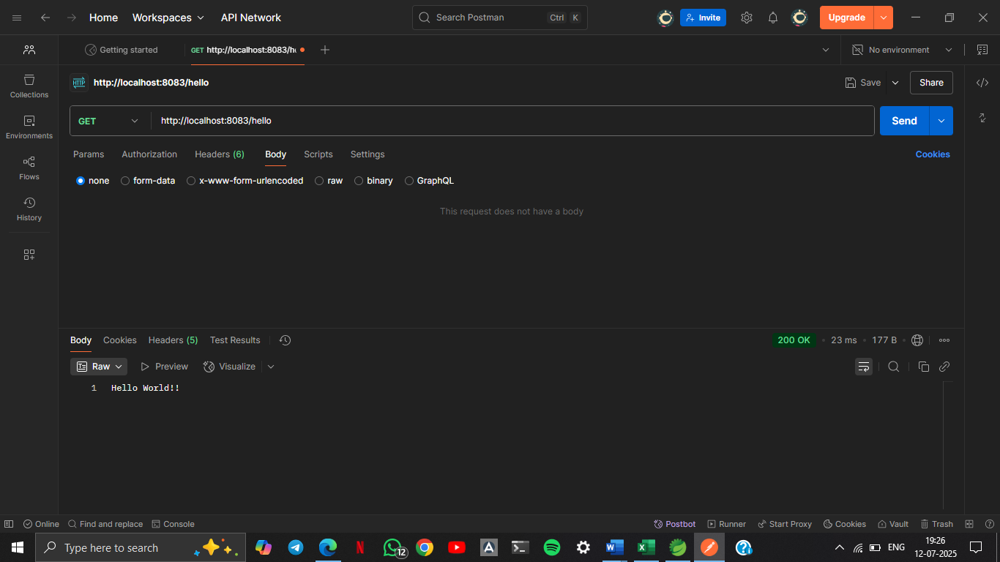 Home Workspaces API Network Search Postman Ctrl K Invite Upgrade
Getting started GET http://localhost:8083/h No environment
HTTP http://localhost:8083/hello Save Share
Collections
GET http://localhost:8083/hello Send
Environments
Params Authorization Headers (6) Body Scripts Settings Cookies
Flows
none form-data x-www-form-urlencoded raw binary GraphQL
This request does not have a body
History
Body Cookies Headers (5) Test Results 200 OK • 23 ms • 177 B •
Raw Preview Visualize
1 Hello World!!
Online Find and replace Console Postbot Runner Start Proxy Cookies Vault Trash
Type here to search 12 ENG 19:26
12-07-2025